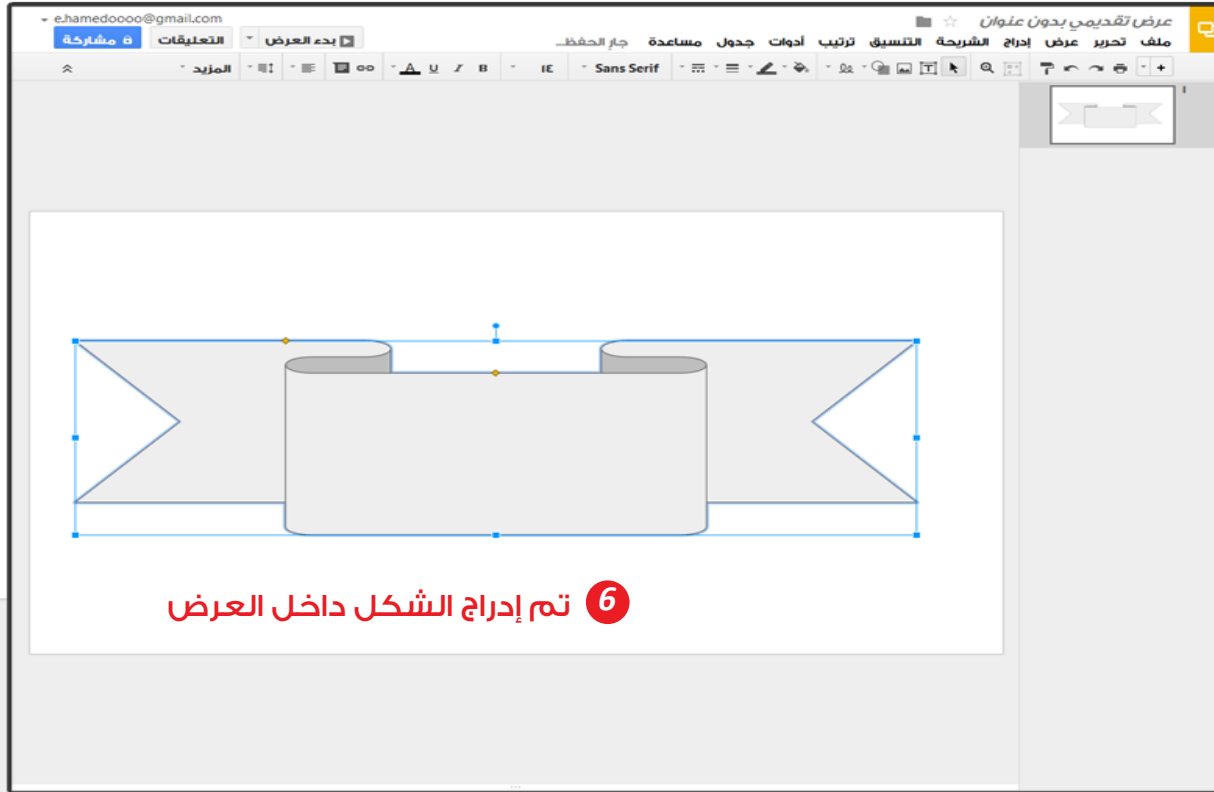 عرض تقديمي بدون عنوان
e.hamedoooo@gmail.com
ملف تحرير عرض إدراج الشريحة التنسيق ترتيب أدوات جدول مساعدة جار الحفظ...
بدء العرض التعليقات مشاركة
Sans Serif ١٤ B I U A المزيد
١
6 تم إدراج الشكل داخل العرض